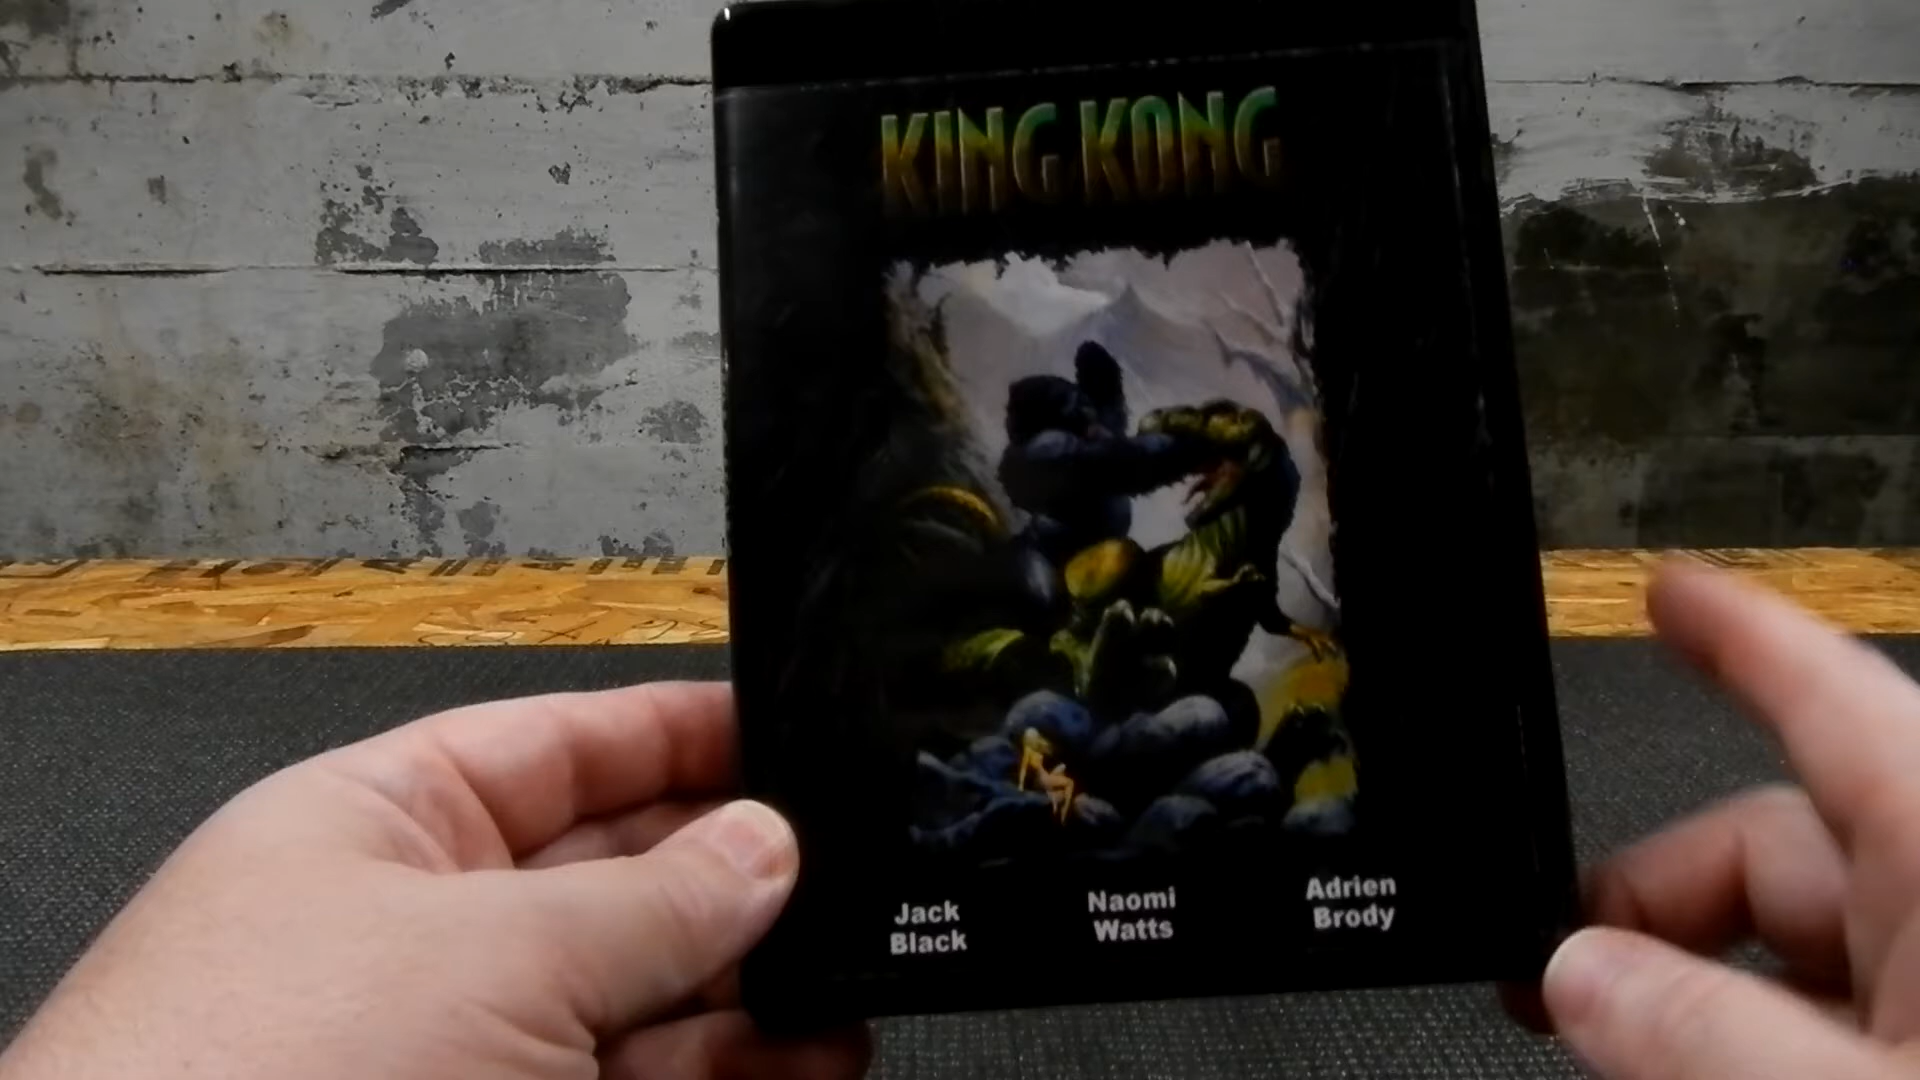 KING KONG
Jack
Black
Naomi
Watts
Adrien
Brody